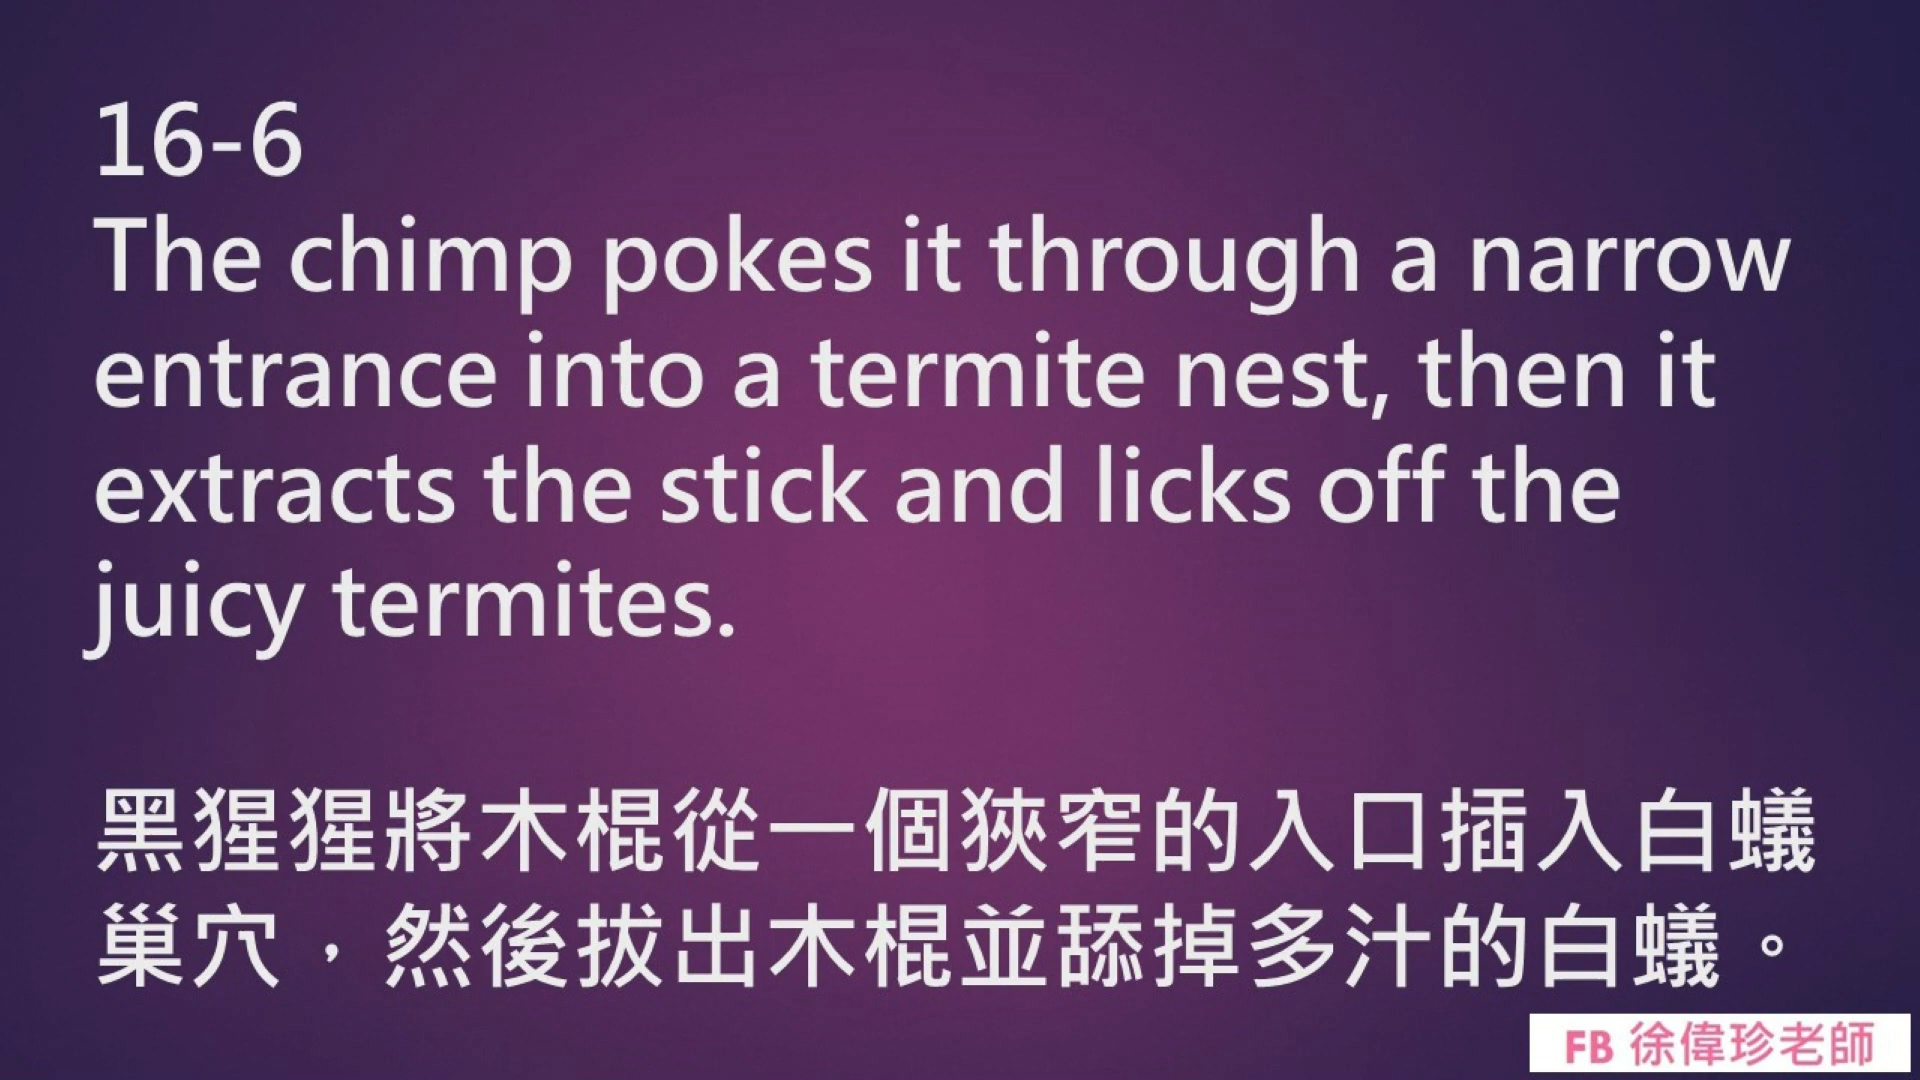 16-6
The chimp pokes it through a narrow
entrance into a termite nest, then it
extracts the stick and licks off the
juicy termites.
黑猩猩將木棍從一個狹窄的入口插入白蟻
巢穴，然後拔出木棍並舔掉多汁的白蟻。
FB 徐偉珍老師